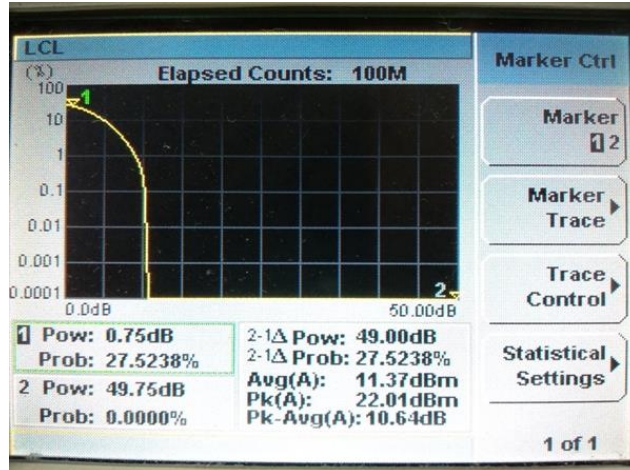 LCL
Marker Ctrl
(%)
Elapsed Counts: 100M
100
10
1
0.1
0.01
0.001
0.0001
1
2
0.0dB
50.00dB
Marker
1 2
Marker
Trace
Trace
Control
Statistical
Settings
1 of 1
1 Pow: 0.75dB
Prob: 27.5238%
2 Pow: 49.75dB
Prob: 0.0000%
2-1Δ Pow: 49.00dB
2-1Δ Prob: 27.5238%
Avg(A): 11.37dBm
Pk(A): 22.01dBm
Pk-Avg(A): 10.64dB